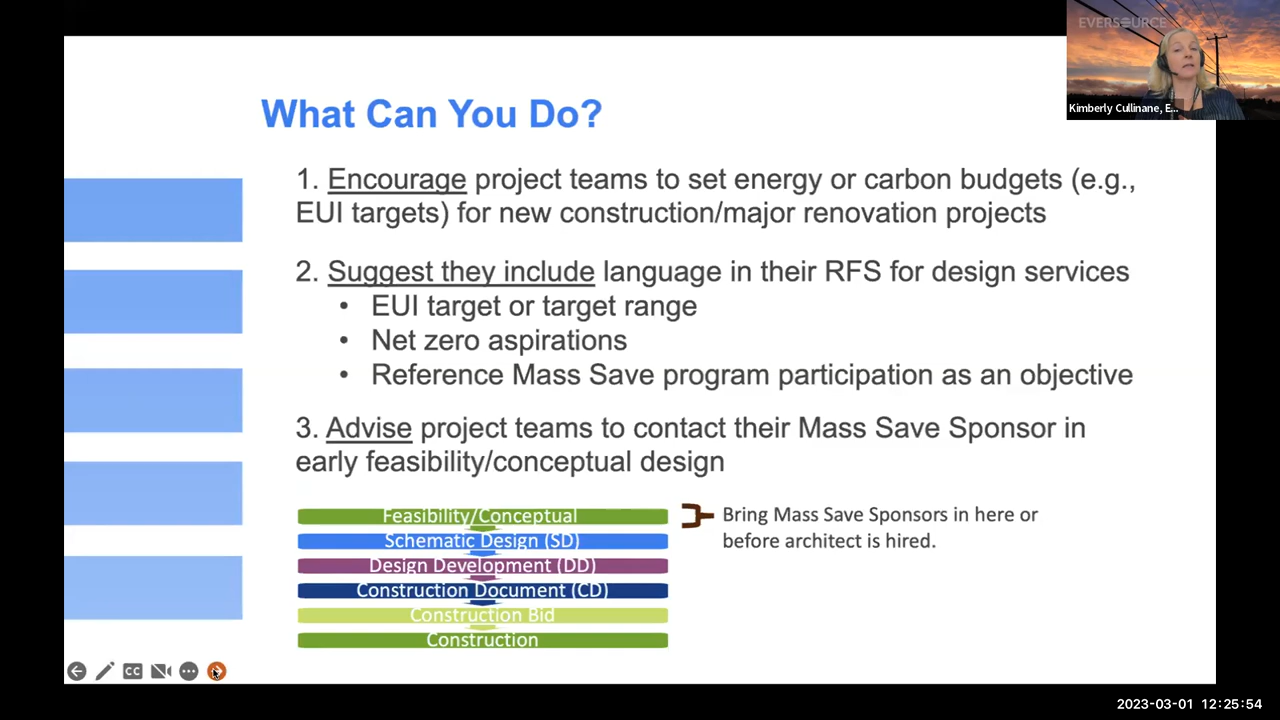 EVERSOURCE
Kimberly Cullinane, E...
What Can You Do?
1. Encourage project teams to set energy or carbon budgets (e.g.,
EUI targets) for new construction/major renovation projects
2. Suggest they include language in their RFS for design services
• EUI target or target range
• Net zero aspirations
• Reference Mass Save program participation as an objective
3. Advise project teams to contact their Mass Save Sponsor in
early feasibility/conceptual design
Feasibility/Conceptual
Schematic Design (SD)
Design Development (DD)
Construction Document (CD)
Construction Bid
Construction
Bring Mass Save Sponsors in here or
before architect is hired.
CC
2023-03-01 12:25:54